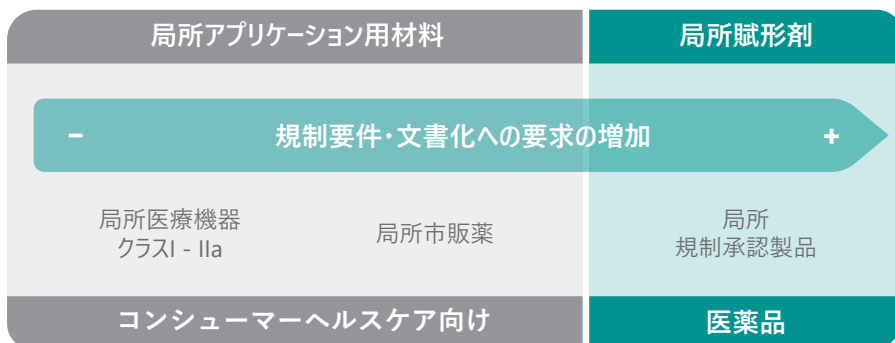 局所アプリケーション用材料
局所賦形剤
- 規制要件・文書化への要求の増加 +
局所医療機器
クラスI - IIa
局所市販薬
局所
規制承認製品
コンシューマーヘルスケア向け
医薬品